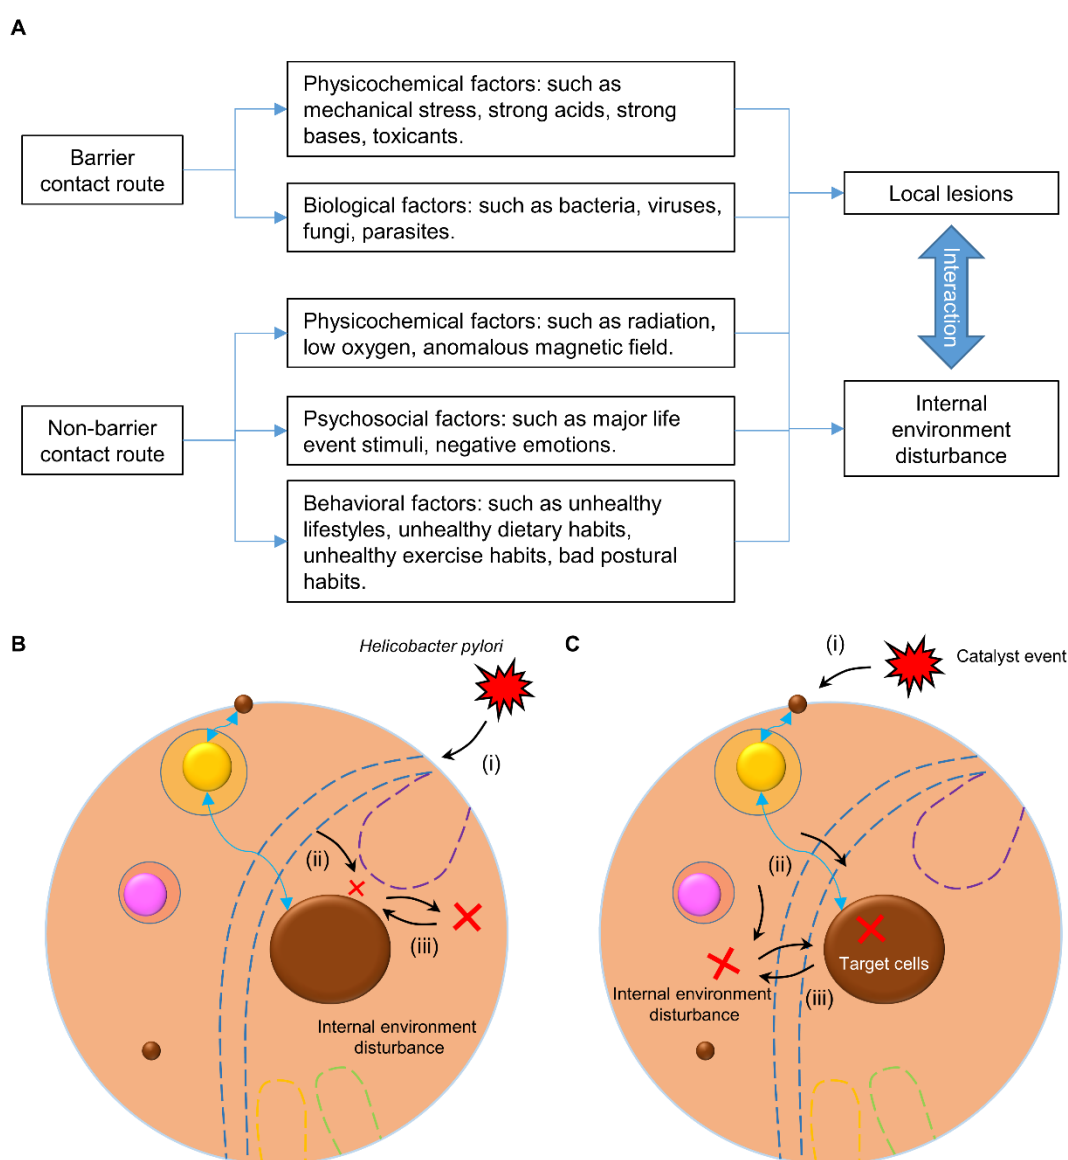 A
Barrier
contact route
Physicochemical factors: such as
mechanical stress, strong acids, strong
bases, toxicants.
Biological factors: such as bacteria, viruses,
fungi, parasites.
Non-barrier
contact route
Physicochemical factors: such as radiation,
low oxygen, anomalous magnetic field.
Psychosocial factors: such as major life
event stimuli, negative emotions.
Behavioral factors: such as unhealthy
lifestyles, unhealthy dietary habits,
unhealthy exercise habits, bad postural
habits.
Local lesions
Interaction
Internal
environment
disturbance
B
Helicobacter pylori
(i)
(ii)
(iii)
Internal environment
disturbance
C
(i)
Catalyst event
(ii)
Target cells
(iii)
Internal environment
disturbance